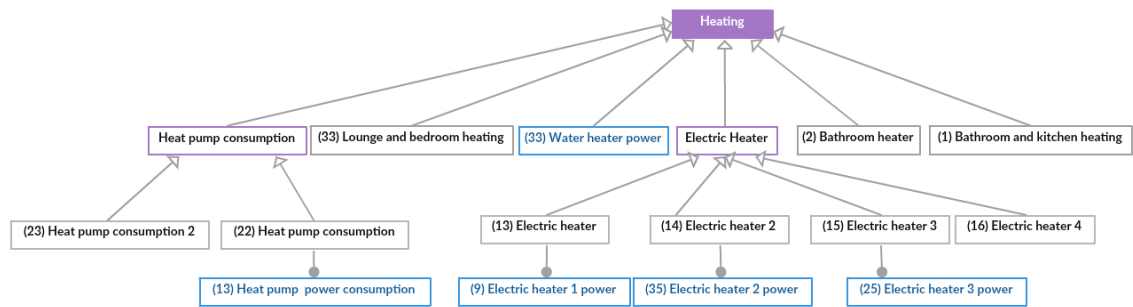 Heating
Heat pump consumption
(33) Lounge and bedroom heating
(33) Water heater power
Electric Heater
(2) Bathroom heater
(1) Bathroom and kitchen heating
(23) Heat pump consumption 2
(22) Heat pump consumption
(13) Electric heater
(14) Electric heater 2
(15) Electric heater 3
(16) Electric heater 4
(13) Heat pump power consumption
(9) Electric heater 1 power
(35) Electric heater 2 power
(25) Electric heater 3 power